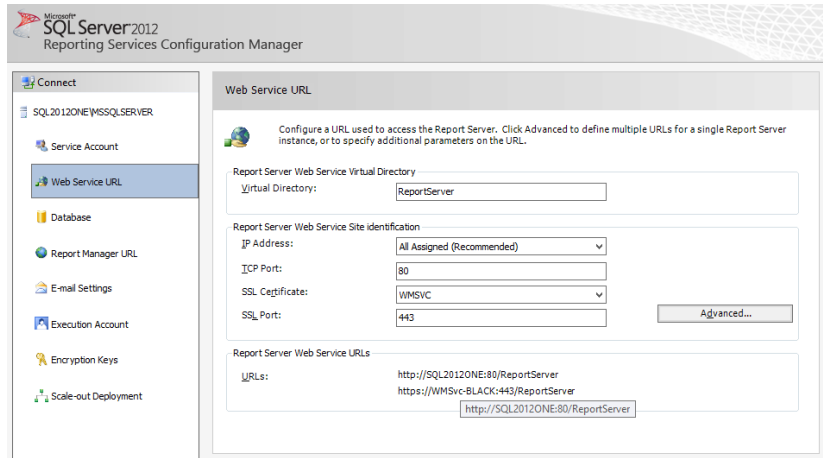 Microsoft®
SQL Server 2012
Reporting Services Configuration Manager
Connect
SQL2012ONE\MSSQLSERVER
Service Account
Web Service URL
Database
Report Manager URL
E-mail Settings
Execution Account
Encryption Keys
Scale-out Deployment
Web Service URL
Configure a URL used to access the Report Server. Click Advanced to define multiple URLs for a single Report Server
instance, or to specify additional parameters on the URL.
Report Server Web Service Virtual Directory
Virtual Directory:
ReportServer
Report Server Web Service Site identification
IP Address:
All Assigned (Recommended)
TCP Port:
80
SSL Certificate:
WMSVC
SSL Port:
443
Advanced...
Report Server Web Service URLs
URLs:
http://SQL2012ONE:80/ReportServer
https://WMSvc-BLACK:443/ReportServer
http://SQL2012ONE:80/ReportServer